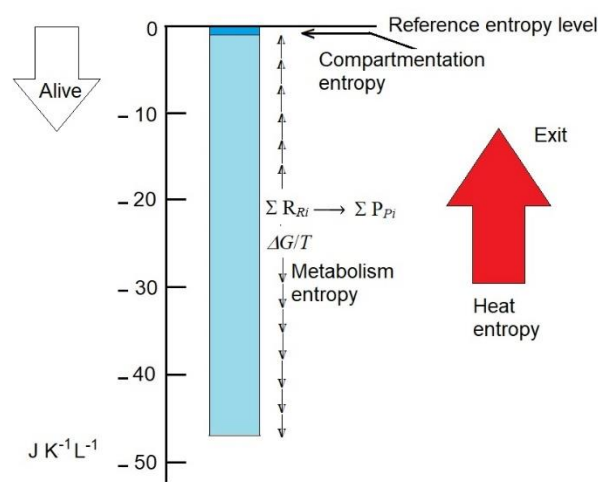 0
Reference entropy level
Compartmentation
entropy
Alive
– 10
Exit
– 20
Σ R_Ri ⟶ Σ P_Pi
ΔG/T
Metabolism
entropy
– 30
Heat
entropy
– 40
J K⁻¹ L⁻¹
– 50